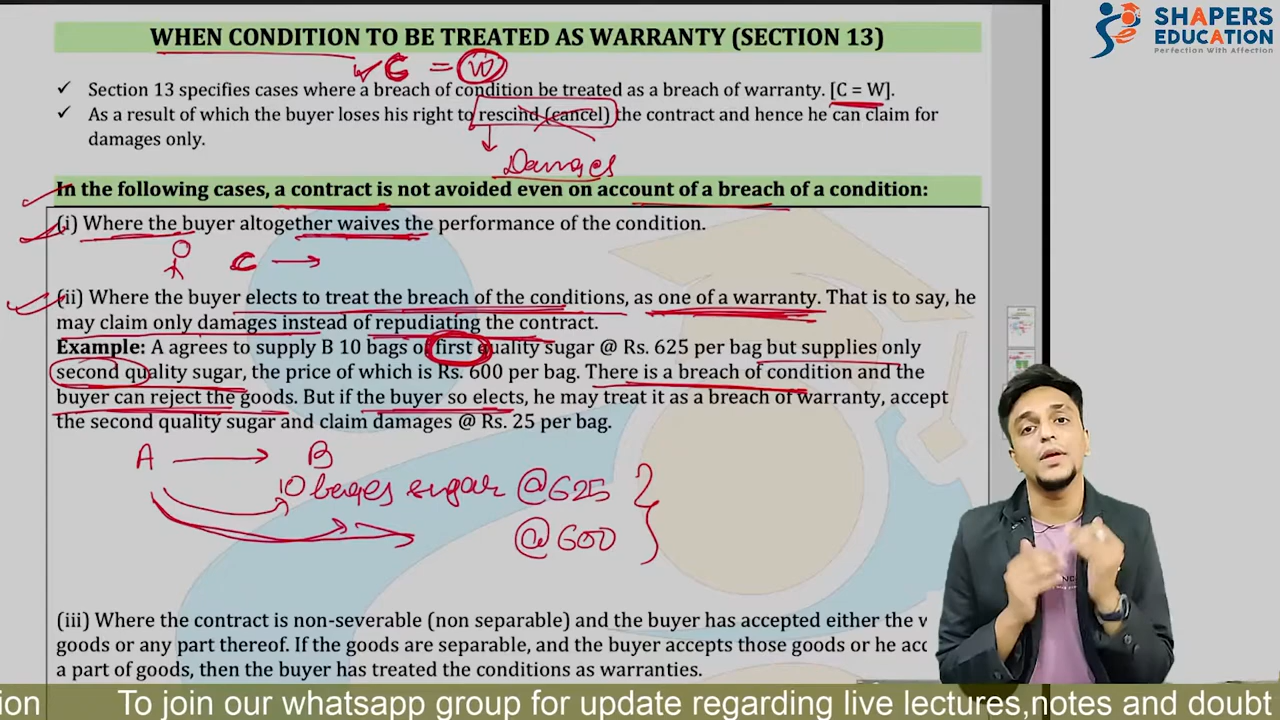 SHAPERS
EDUCATION
Perfection With Affection
WHEN CONDITION TO BE TREATED AS WARRANTY (SECTION 13)
C = W
✓ Section 13 specifies cases where a breach of condition be treated as a breach of warranty. [C = W].
✓ As a result of which the buyer loses his right to rescind (cancel) the contract and hence he can claim for
damages only.
Damages
In the following cases, a contract is not avoided even on account of a breach of a condition:
(i) Where the buyer altogether waives the performance of the condition.
C →
(ii) Where the buyer elects to treat the breach of the conditions, as one of a warranty. That is to say, he
may claim only damages instead of repudiating the contract.
Example: A agrees to supply B 10 bags of first quality sugar @ Rs. 625 per bag but supplies only
second quality sugar, the price of which is Rs. 600 per bag. There is a breach of condition and the
buyer can reject the goods. But if the buyer so elects, he may treat it as a breach of warranty, accept
the second quality sugar and claim damages @ Rs. 25 per bag.
A → B
10 bags sugar @625
@600
(iii) Where the contract is non-severable (non separable) and the buyer has accepted either the
goods or any part thereof. If the goods are separable, and the buyer accepts those goods or he
a part of goods, then the buyer has treated the conditions as warranties.
To join our whatsapp group for update regarding live lectures,notes and doubt